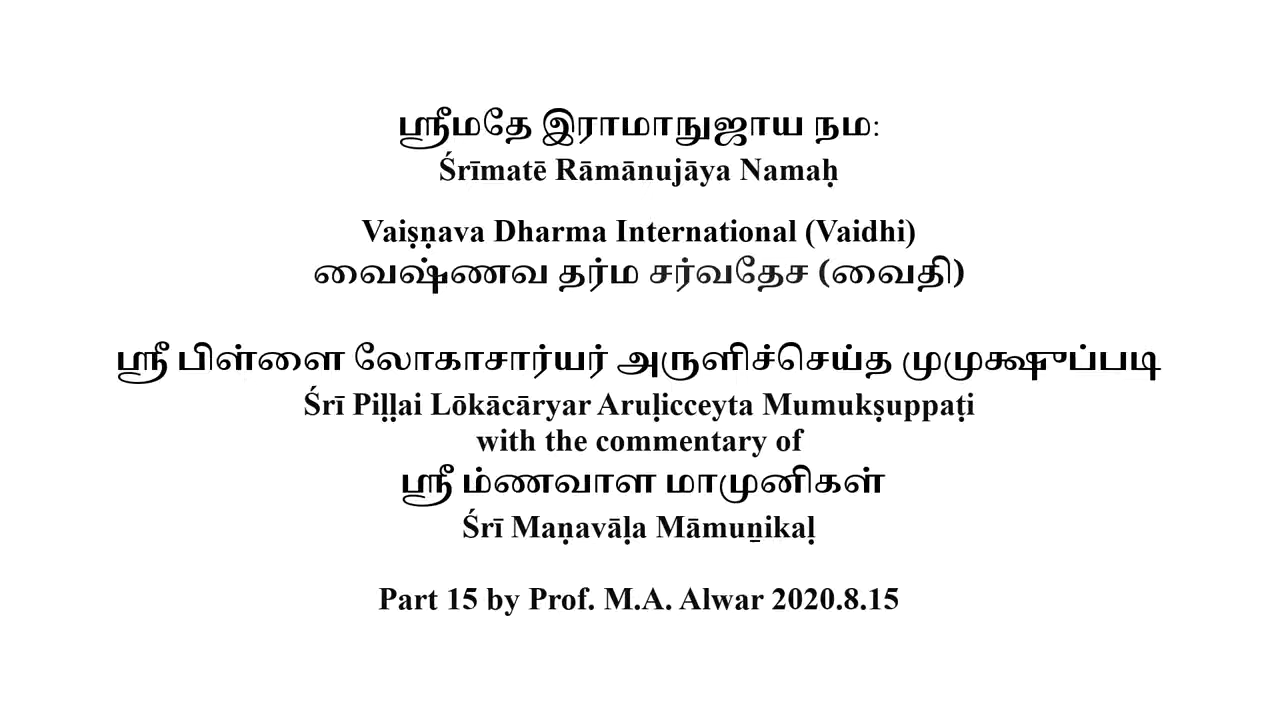 ஸ்ரீமதே இராமாநுஜாய நம:
Śrīmatē Rāmānujāya Namaḥ
Vaiṣṇava Dharma International (Vaidhi)
வைஷ்ணவ தர்ம சர்வதேச (வைதி)
ஸ்ரீ பிள்ளை லோகாசார்யர் அருளிச்செய்த முமுக்ஷுப்படி
Śrī Piḷḷai Lōkācāryar Aruḷicceyta Mumukṣuppaṭi
with the commentary of
ஸ்ரீ ம்ணவாள மாமுனிகள்
Śrī Maṇavāḷa Māmuṉikaḷ
Part 15 by Prof. M.A. Alwar 2020.8.15